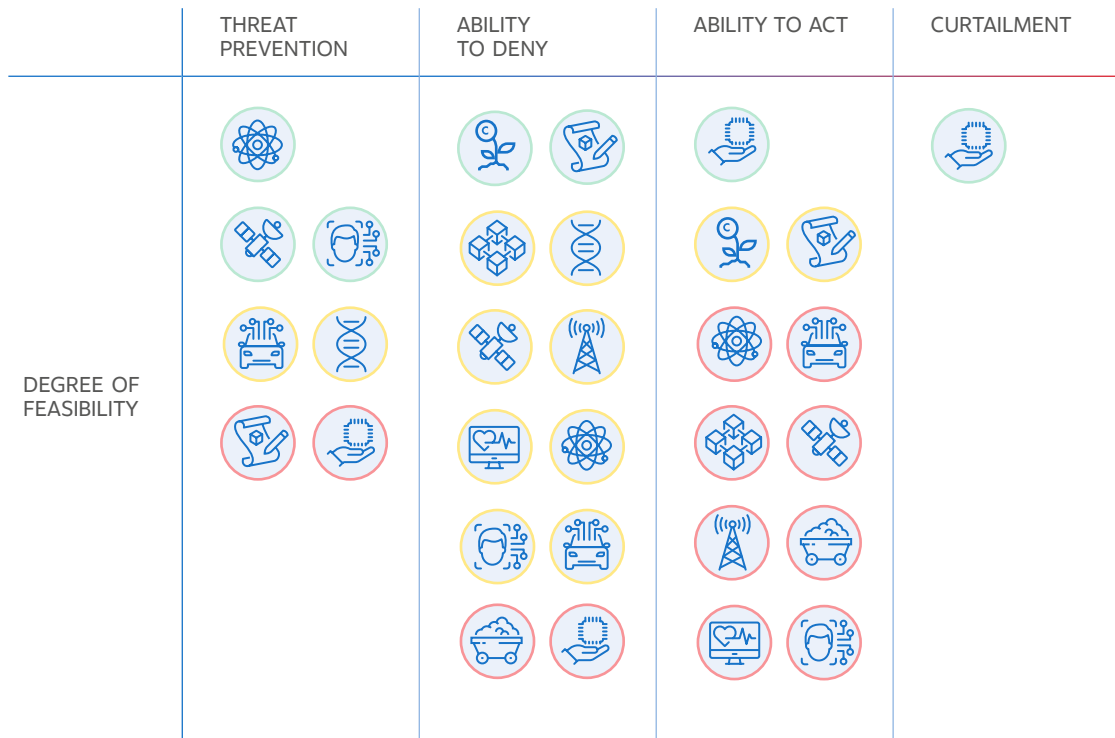 THREAT
PREVENTION
ABILITY
TO DENY
ABILITY TO ACT
CURTAILMENT
DEGREE OF
FEASIBILITY
C
C